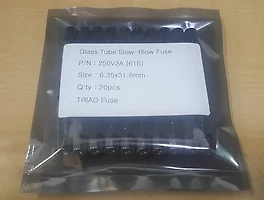 Glass Tube Slow-Blow Fuse
P/N : 250V3A (61S)
Size : 6.35x31.8mm.
Q'ty : 20pcs
TRIAD Fuse